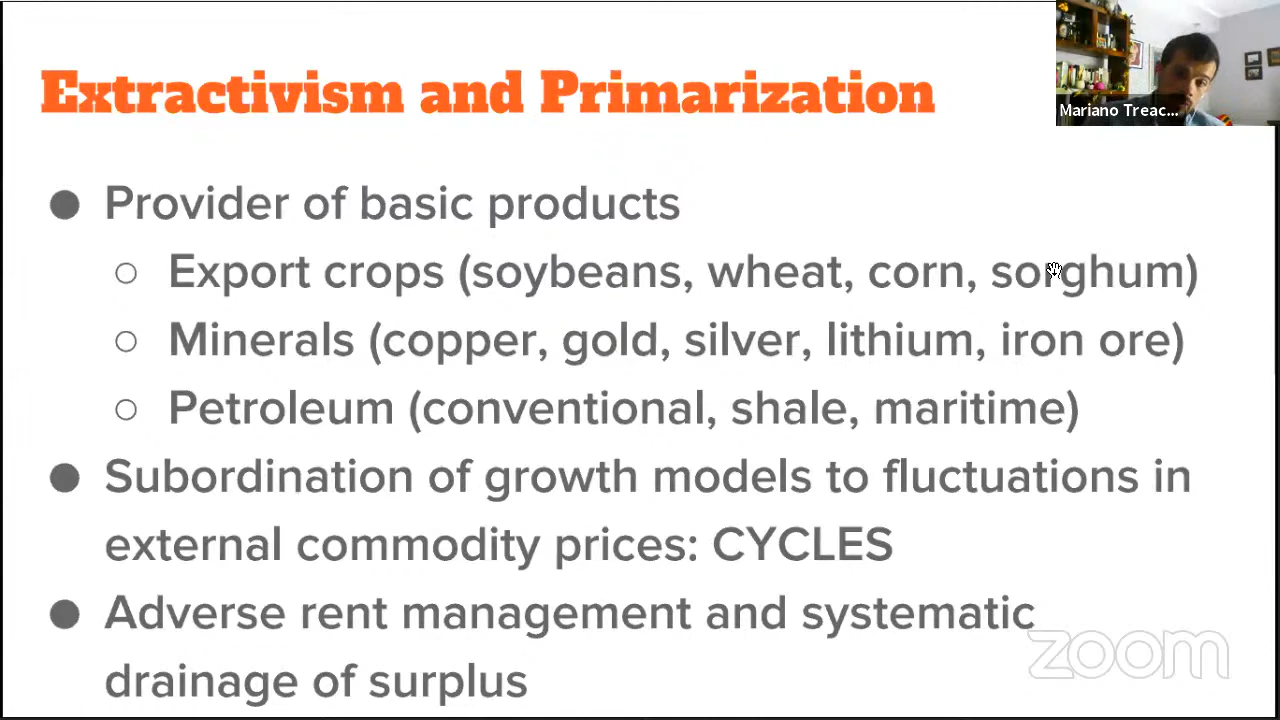 Extractivism and Primarization
Mariano Treac...
● Provider of basic products
○ Export crops (soybeans, wheat, corn, sorghum)
○ Minerals (copper, gold, silver, lithium, iron ore)
○ Petroleum (conventional, shale, maritime)
● Subordination of growth models to fluctuations in
external commodity prices: CYCLES
● Adverse rent management and systematic
drainage of surplus
zoom